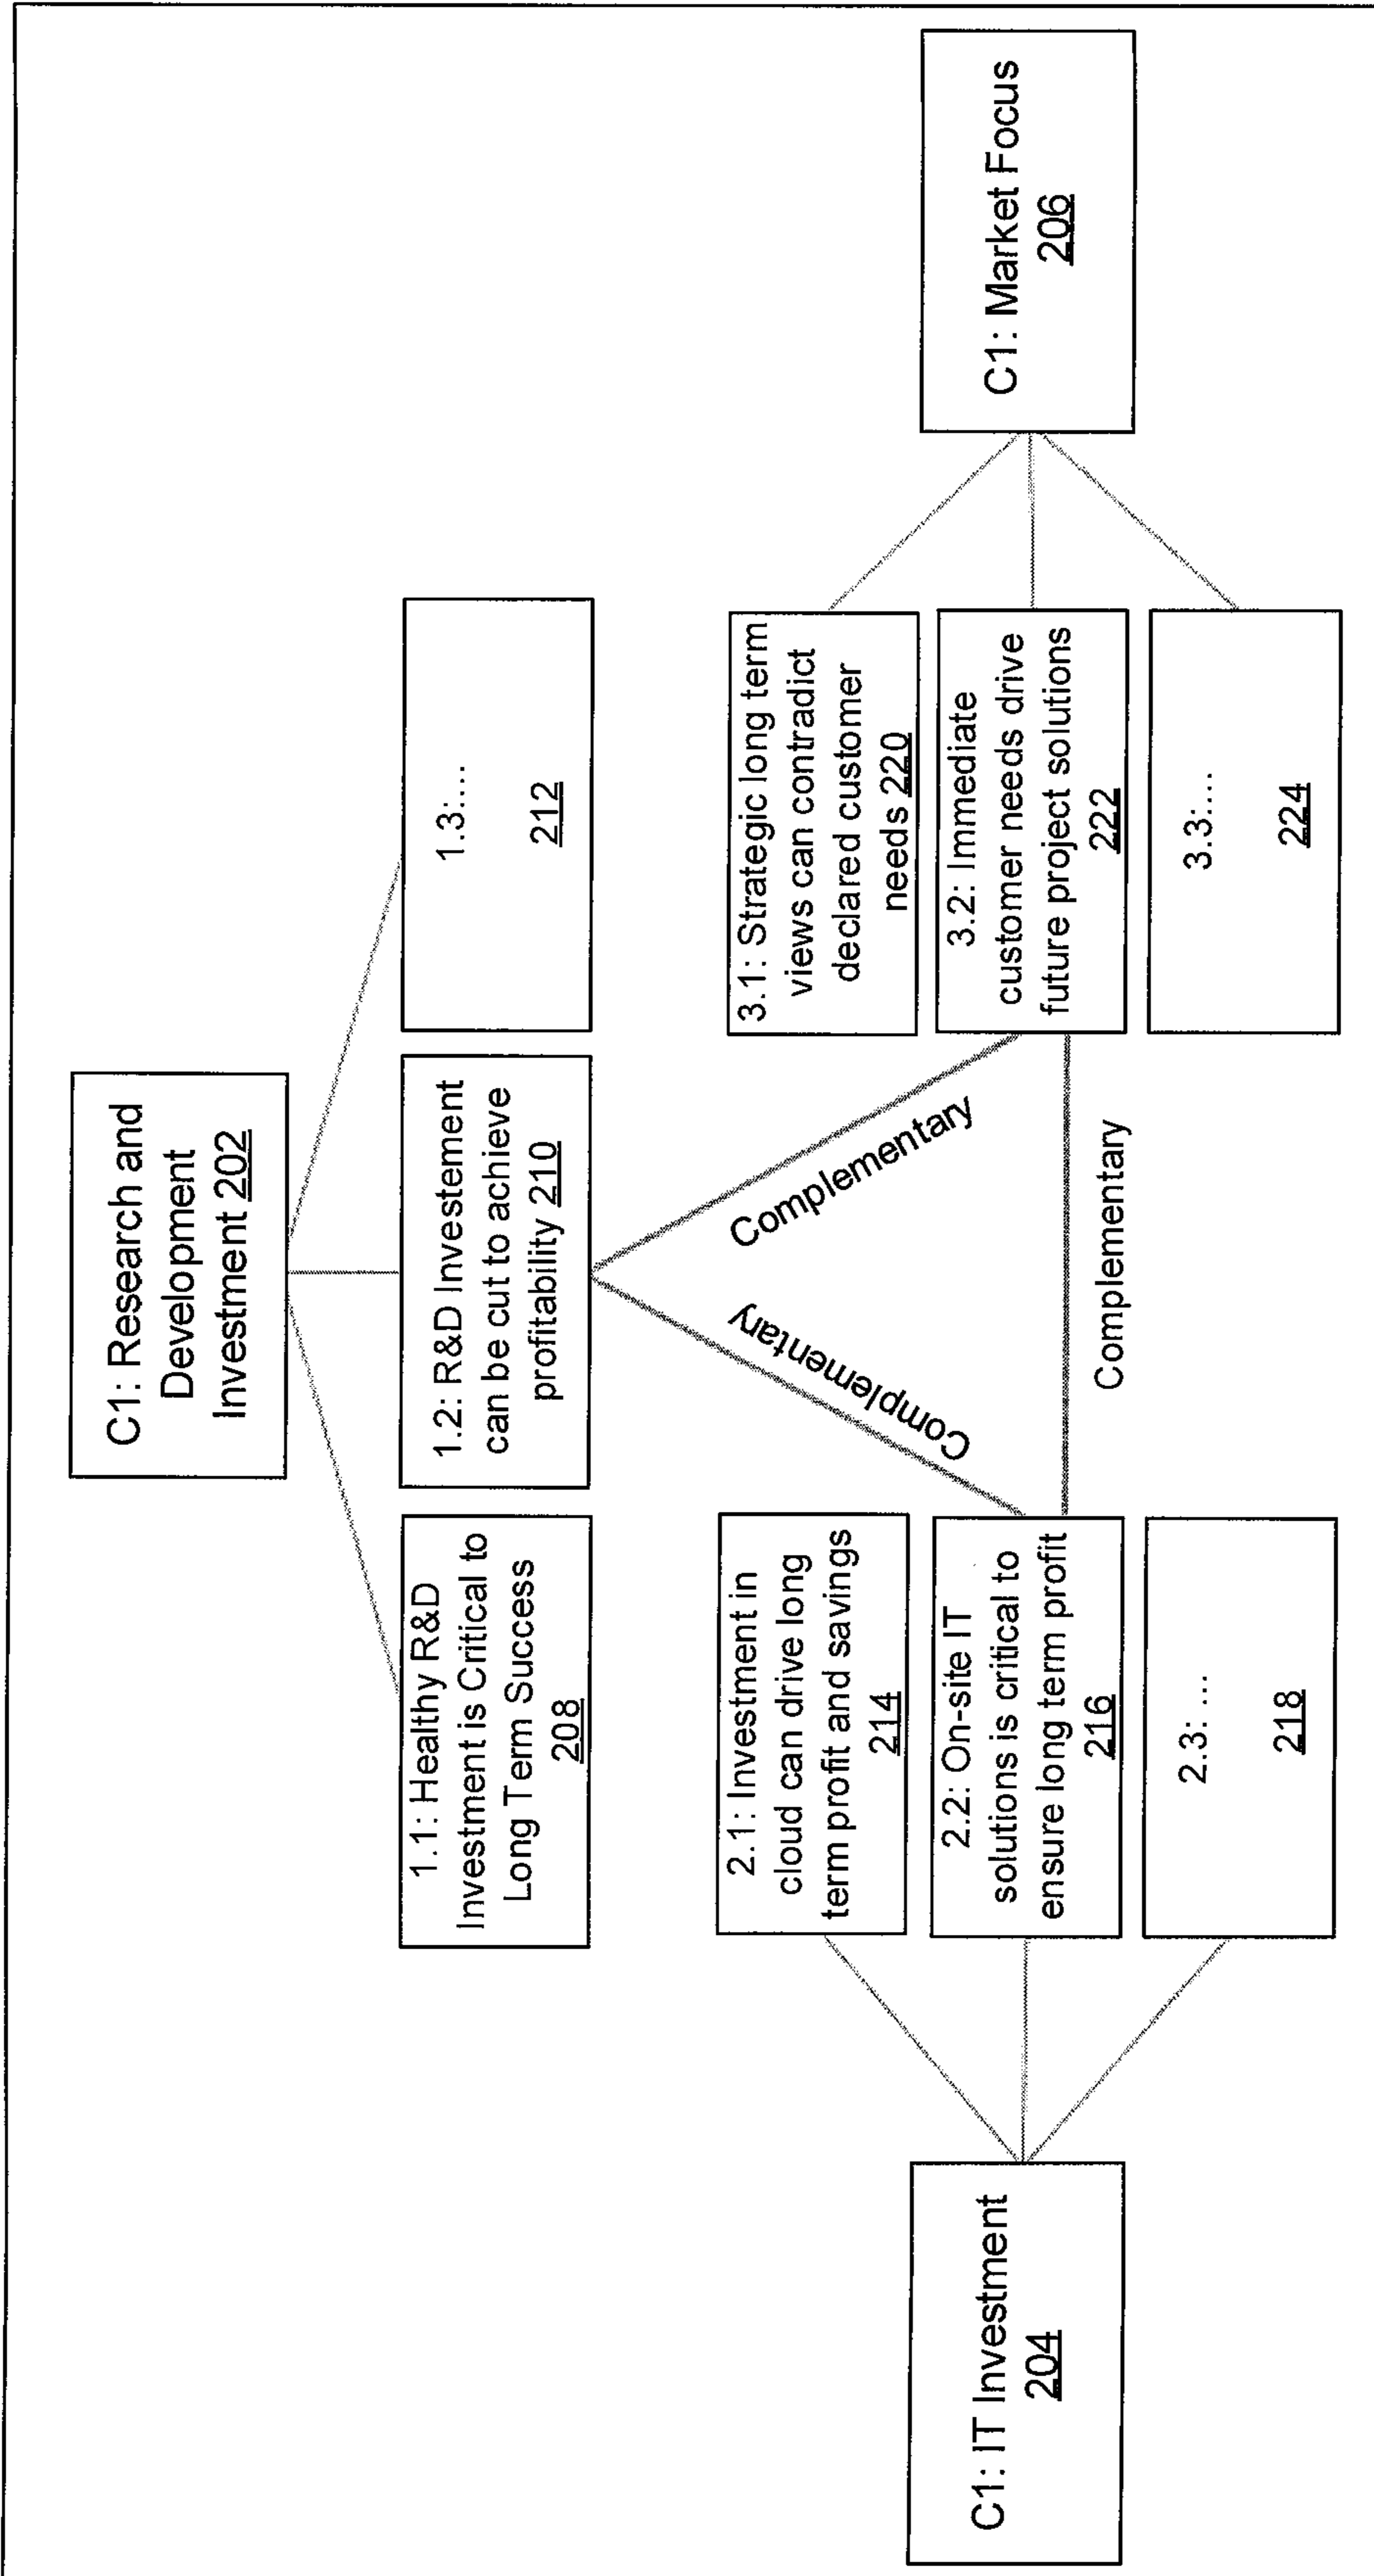 C1: Research and
Development
Investment 202
1.1: Healthy R&D
Investment is Critical to
Long Term Success
208
1.2: R&D Investement
can be cut to achieve
profitability 210
1.3:...
212
Complementary
Complementary
Complementary
2.1: Investment in
cloud can drive long
term profit and savings
214
2.2: On-site IT
solutions is critical to
ensure long term profit
216
2.3: ...
218
C1: IT Investment
204
3.1: Strategic long term
views can contradict
declared customer
needs 220
3.2: Immediate
customer needs drive
future project solutions
222
3.3:...
224
C1: Market Focus
206